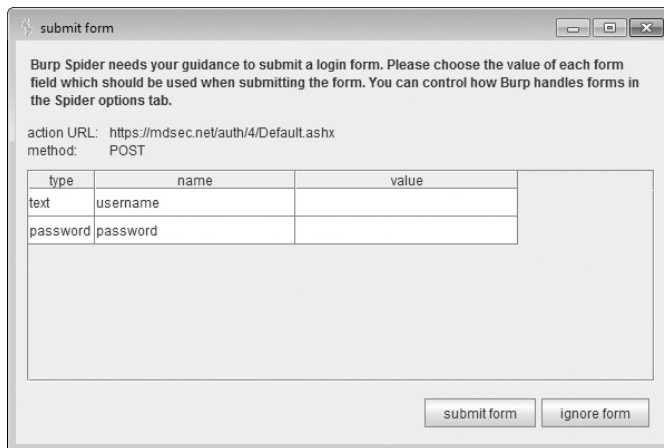 submit form
Burp Spider needs your guidance to submit a login form. Please choose the value of each form
field which should be used when submitting the form. You can control how Burp handles forms in
the Spider options tab.
action URL: https://mdsec.net/auth/4/Default.ashx
method: POST
type name value
text username
password password
submit form ignore form